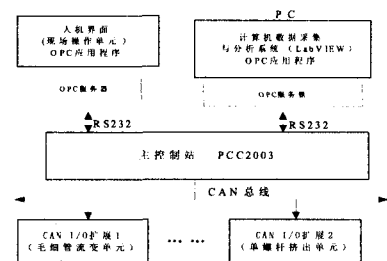 PC
人机界面
(现场操作单元)
OPC应用程序
计算机数据采集
与分析系统(LabVIEW)
OPC应用程序
OPC服务器
OPC服务器
RS232
RS232
主控制站 PCC2003
CAN 总线
CAN I/O扩展1
(毛细管流变单元)
... ...
CAN I/O扩展2
(单螺杆挤出单元)